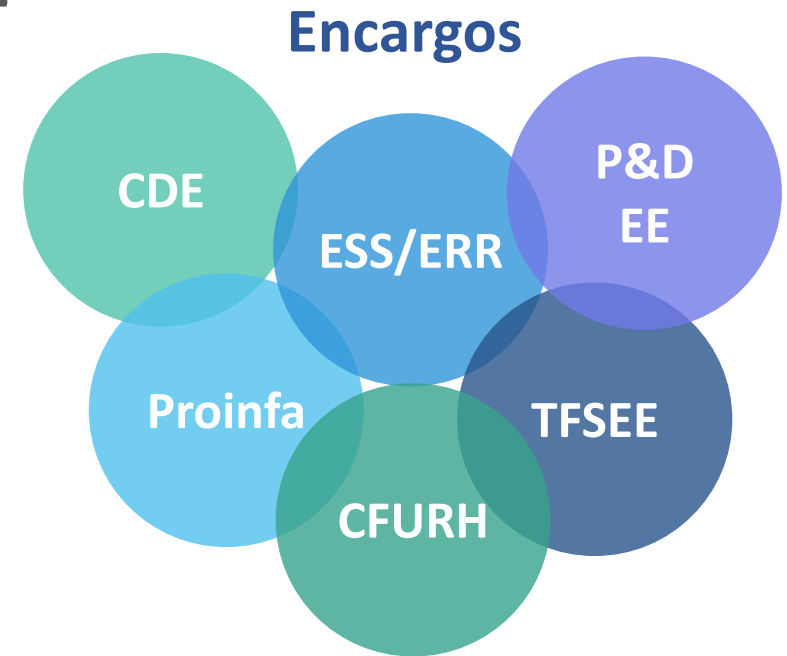 Encargos
CDE
ESS/ERR
P&D
EE
Proinfa
TFSEE
CFURH